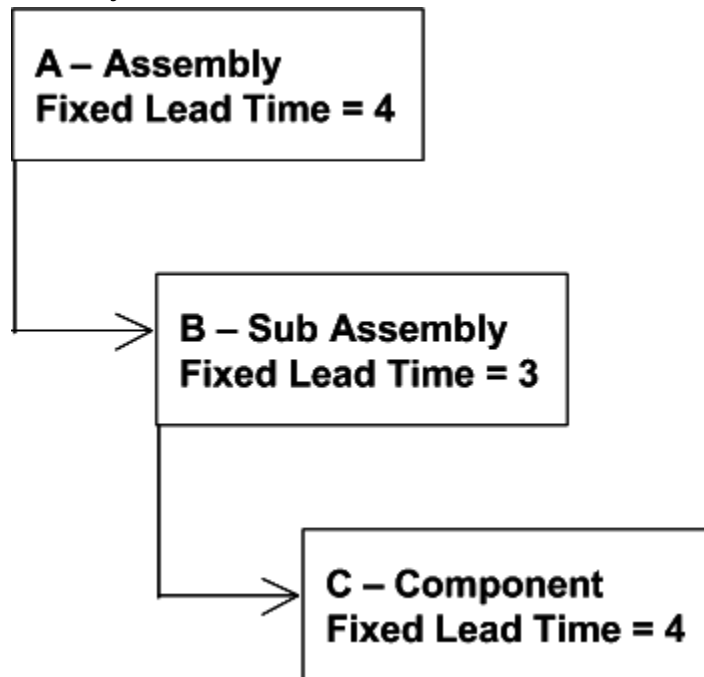 A – Assembly
Fixed Lead Time = 4
B – Sub Assembly
Fixed Lead Time = 3
C – Component
Fixed Lead Time = 4